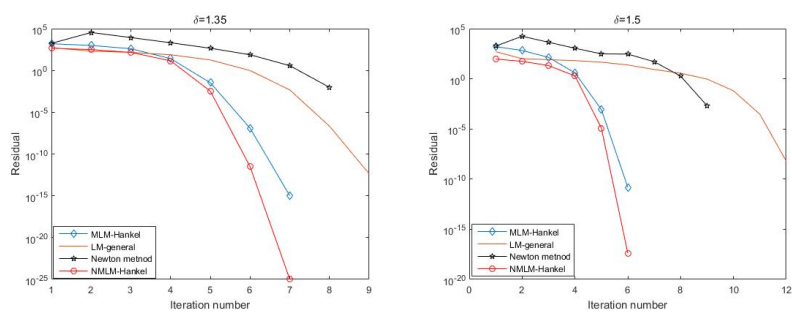 δ=1.35
Residual
10^5
10^0
10^-5
10^-10
10^-15
10^-20
10^-25
MLM-Hankel
LM-general
Newton metnod
NMLM-Hankel
1 2 3 4 5 6 7 8 9
Iteration number
δ=1.5
Residual
10^5
10^0
10^-5
10^-10
10^-15
10^-20
MLM-Hankel
LM-general
Newton metnod
NMLM-Hankel
0 2 4 6 8 10 12
Iteration number